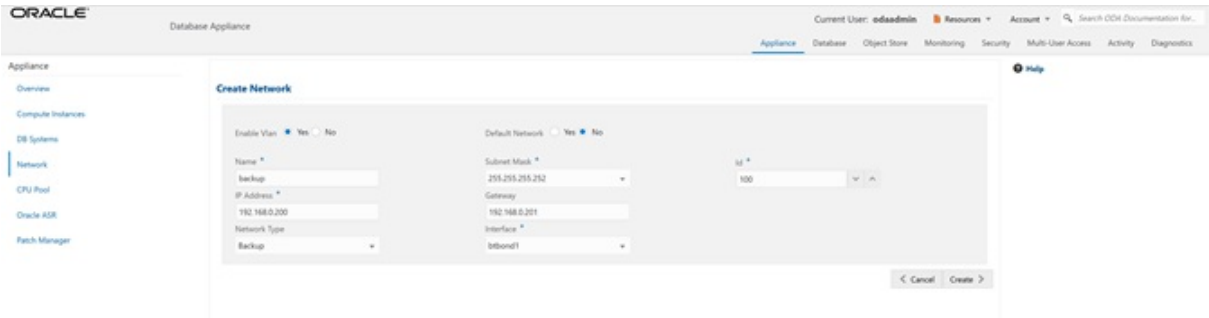 ORACLE
Database Appliance
Current User: odaadmin Resources Account Search ODA Documentation for...
Appliance Database Object Store Monitoring Security Multi-User Access Activity Diagnostics
Appliance
Overview
Compute Instances
DB Systems
Network
CPU Pool
Oracle ASR
Patch Manager
Create Network
Enable Vlan Yes No Default Network Yes No
Name * Subnet Mask * Id *
backup 255.255.255.252 100
IP Address * Gateway
192.168.0.200 192.168.0.201
Network Type Interface *
Backup btbond1
Cancel Create
Help